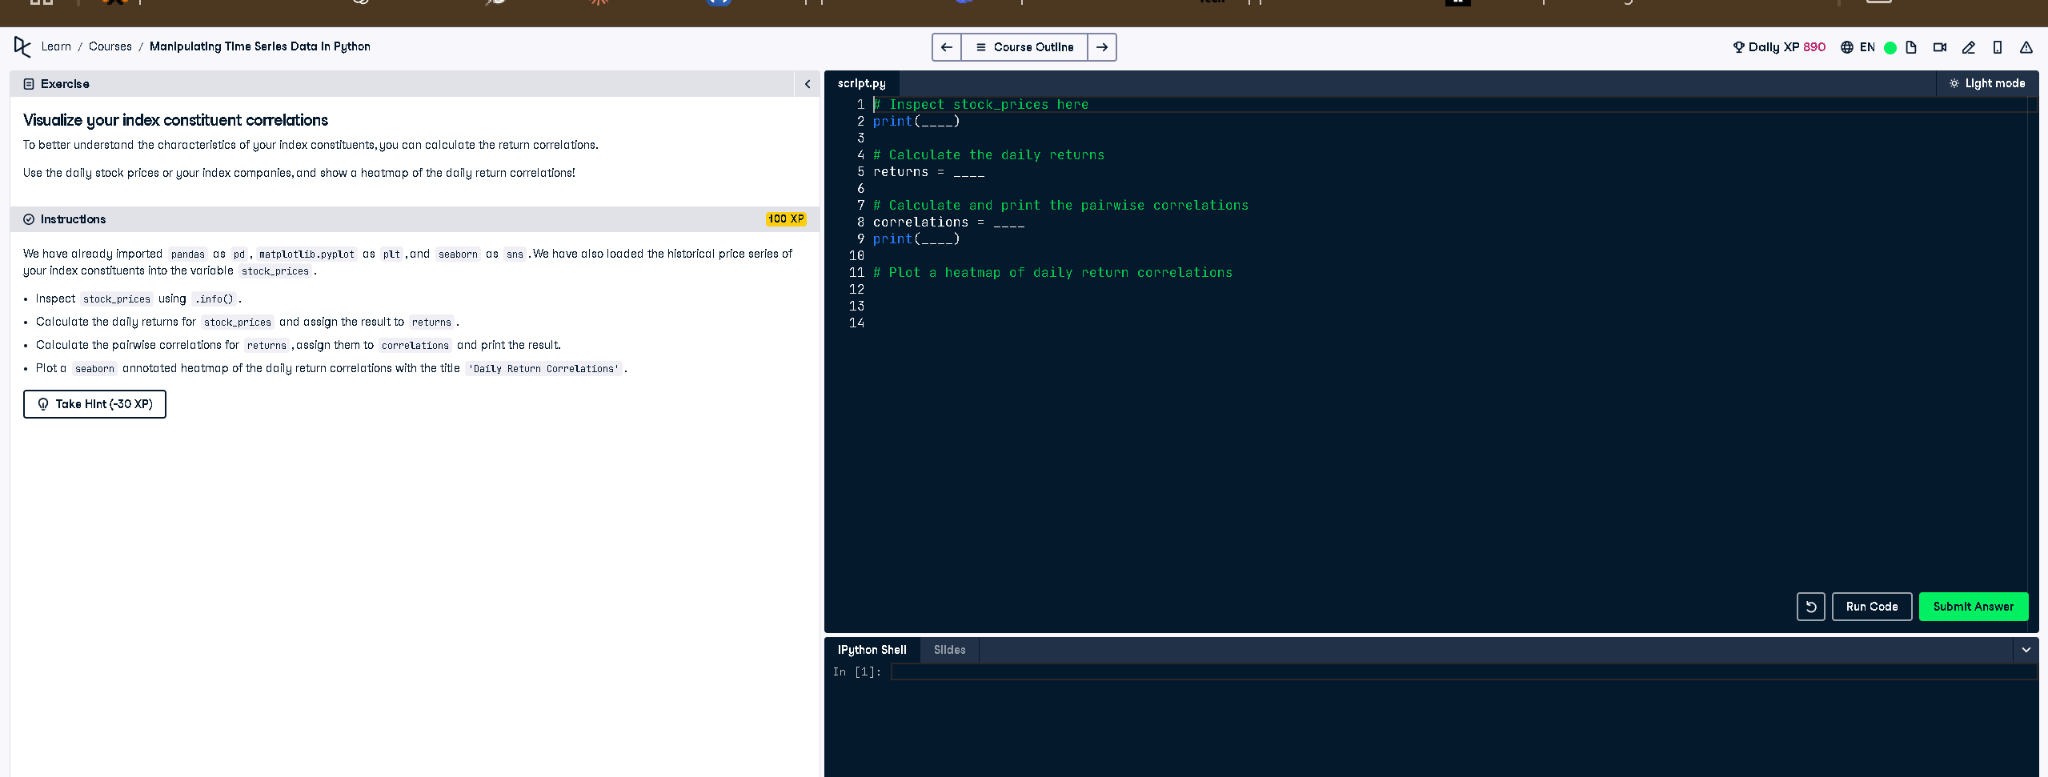 Learn / Courses / Manipulating Time Series Data in Python
Course Outline
Daily XP 890
EN
Exercise
Visualize your index constituent correlations
To better understand the characteristics of your index constituents, you can calculate the return correlations.
Use the daily stock prices or your index companies, and show a heatmap of the daily return correlations!
Instructions
100 XP
We have already imported pandas as pd, matplotlib.pyplot as plt, and seaborn as sns. We have also loaded the historical price series of
your index constituents into the variable stock_prices.
• Inspect stock_prices using .info().
• Calculate the daily returns for stock_prices and assign the result to returns.
• Calculate the pairwise correlations for returns, assign them to correlations and print the result.
• Plot a seaborn annotated heatmap of the daily return correlations with the title 'Daily Return Correlations'.
Take Hint (-30 XP)
script.py
Light mode
1 # Inspect stock_prices here
2 print(____)
3
4 # Calculate the daily returns
5 returns = ____
6
7 # Calculate and print the pairwise correlations
8 correlations = ____
9 print(____)
10
11 # Plot a heatmap of daily return correlations
12
13
14
Run Code
Submit Answer
IPython Shell
Slides
In [1]: